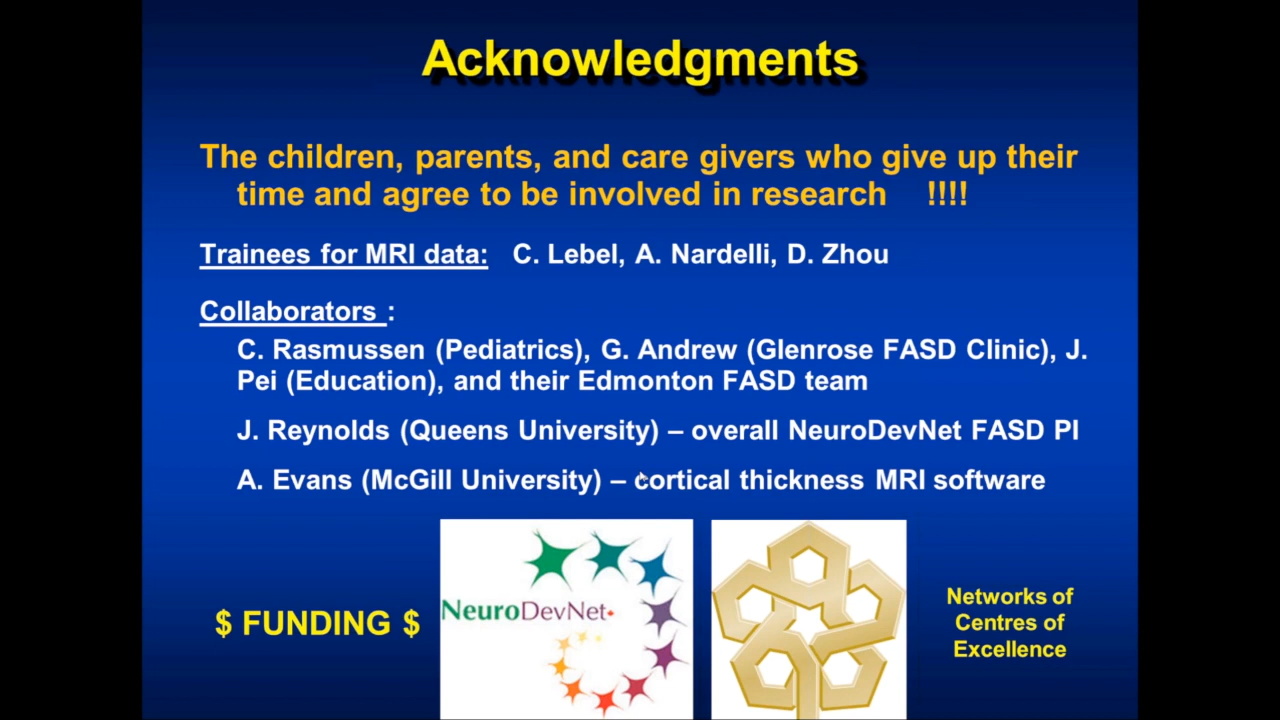 Acknowledgments
The children, parents, and care givers who give up their
time and agree to be involved in research !!!!
Trainees for MRI data: C. Lebel, A. Nardelli, D. Zhou
Collaborators :
C. Rasmussen (Pediatrics), G. Andrew (Glenrose FASD Clinic), J.
Pei (Education), and their Edmonton FASD team
J. Reynolds (Queens University) – overall NeuroDevNet FASD PI
A. Evans (McGill University) – cortical thickness MRI software
$ FUNDING $
NeuroDevNet
Networks of
Centres of
Excellence